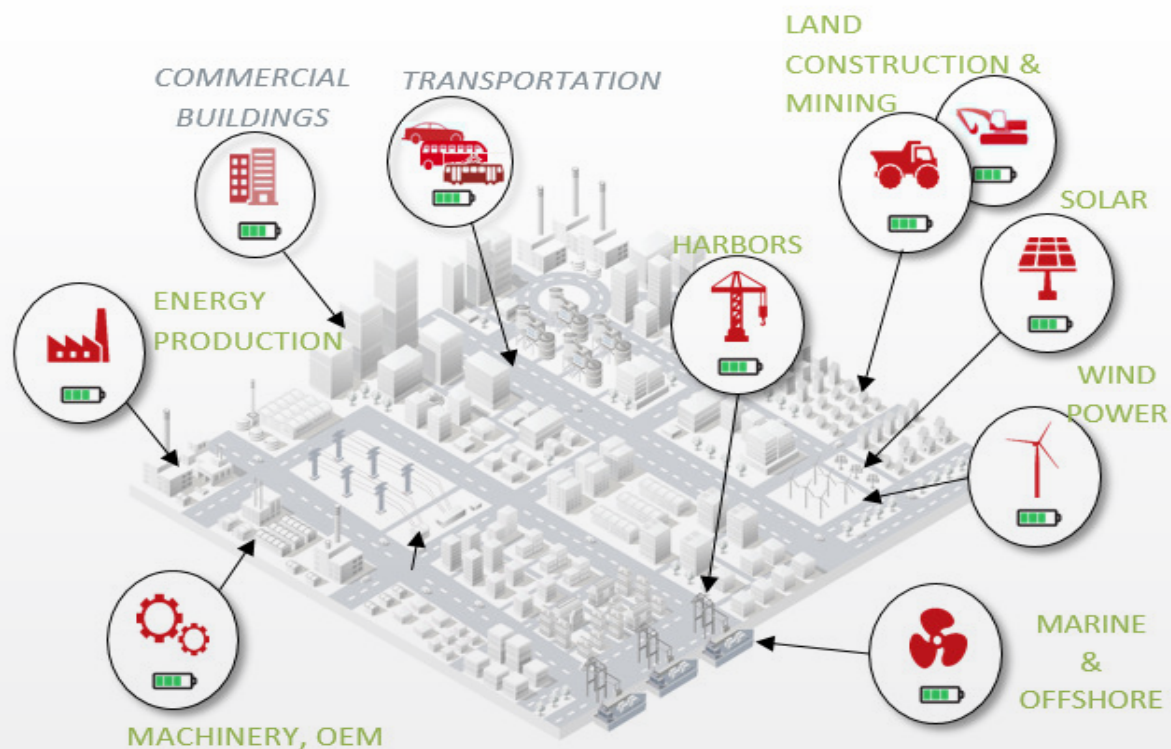 LAND
CONSTRUCTION &
MINING
COMMERCIAL
BUILDINGS
TRANSPORTATION
SOLAR
HARBORS
ENERGY
PRODUCTION
WIND
POWER
MARINE
&
OFFSHORE
MACHINERY, OEM